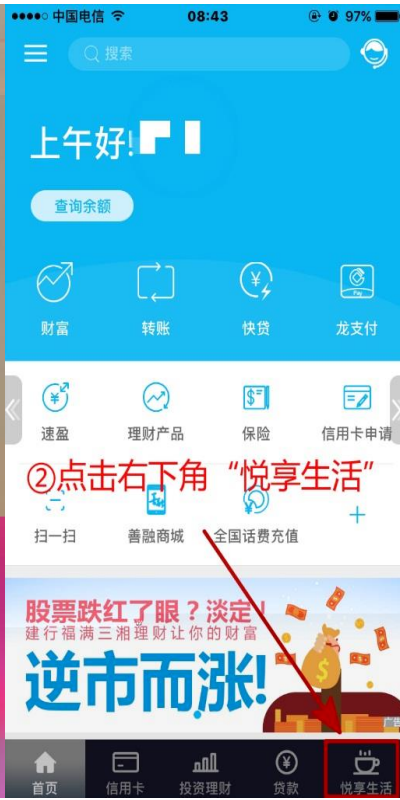 中国电信 08:43 97%
搜索
上午好!
查询余额
财富 转账 快贷 龙支付
Pay
速盈 理财产品 保险 信用卡申请
②点击右下角“悦享生活”
扫一扫 善融商城 全国话费充值
股票跌红了眼？淡定！
建行福满三湘理财让你的财富
逆市而涨!
广告
首页 信用卡 投资理财 贷款 悦享生活